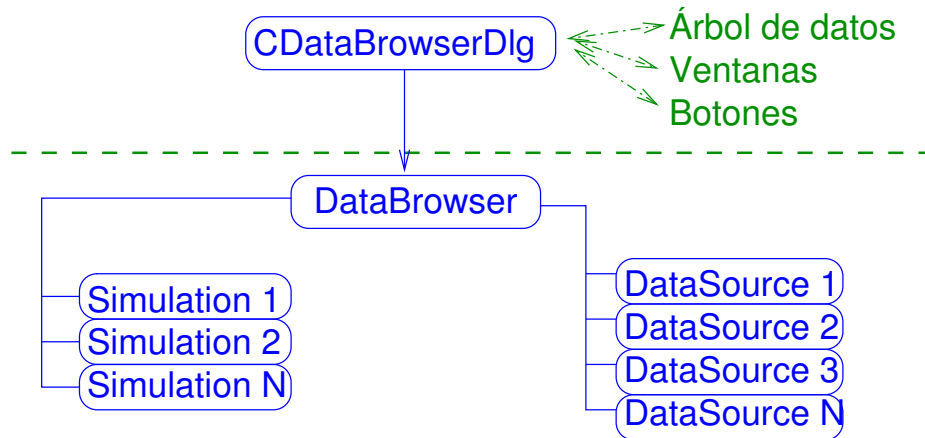 CDataBrowserDlg
Árbol de datos
Ventanas
Botones
DataBrowser
Simulation 1
Simulation 2
Simulation N
DataSource 1
DataSource 2
DataSource 3
DataSource N